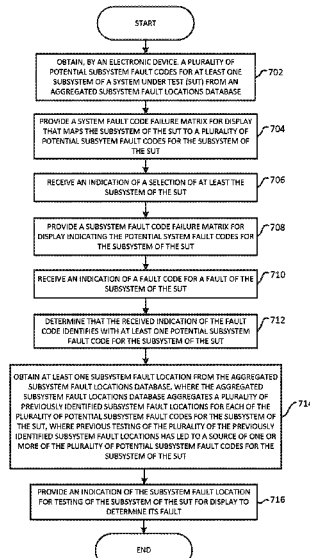 START
OBTAIN, BY AN ELECTRONIC DEVICE, A PLURALITY OF
POTENTIAL SUBSYSTEM FAULT CODES FOR AT LEAST ONE
SUBSYSTEM OF A SYSTEM UNDER TEST (SUT) FROM AN
AGGREGATED SUBSYSTEM FAULT LOCATIONS DATABASE
702
PROVIDE A SYSTEM FAULT CODE FAILURE MATRIX FOR DISPLAY
THAT MAPS THE SUBSYSTEM OF THE SUT TO A PLURALITY OF
POTENTIAL SUBSYTEM FAULT CODES FOR THE SUBSYSTEM OF
THE SUT
704
RECEIVE AN INDICATION OF A SELECTION OF AT LEAST THE
SUBSYSTEM OF THE SUT
706
PROVIDE A SUBSYSTEM FAULT CODE FAILURE MATRIX FOR
DISPLAY INDICATING THE POTENTIAL SYSTEM FAULT CODES FOR
THE SUBSYSTEM OF THE SUT
708
RECEIVE AN INDICATION OF A FAULT CODE FOR A FAULT OF THE
SUBSYSTEM OF THE SUT
710
DETERMINE THAT THE RECEIVED INDICATION OF THE FAULT
CODE IDENTIFIES WITH AT LEAST ONE POTENTIAL SUBSYSTEM
FAULT CODE FOR THE SUBSYSTEM OF THE SUT
712
OBTAIN AT LEAST ONE SUBSYSTEM FAULT LOCATION FROM THE AGGREGATED
SUBSYSTEM FAULT LOCATIONS DATABASE, WHERE THE AGGREGATED
SUBSYSTEM FAULT LOCATIONS DATABASE AGGREGATES A PLURALITY OF
PREVIOUSLY IDENTIFIED SUBSYSTEM FAULT LOCATIONS FOR EACH OF THE
PLURALITY OF POTENTIAL SUBSYSTEM FAULT CODES FOR THE SUBSYSTEM OF
THE SUT, WHERE PREVIOUS TESTING OF THE PLURALITY OF THE PREVIOUSLY
IDENTIFIED SUBSYSTEM FAULT LOCATIONS HAS LED TO A SOURCE OF ONE OR
MORE OF THE PLURALITY OF POTENTIAL SUBSYSTEM FAULT CODES FOR THE
SUBSYSTEM OF THE SUT
714
PROVIDE AN INDICATION OF THE SUBSYSTEM FAULT LOCATION
FOR TESTING OF THE SUBSYSTEM OF THE SUT FOR DISPLAY TO
DETERMINE ITS FAULT
716
END